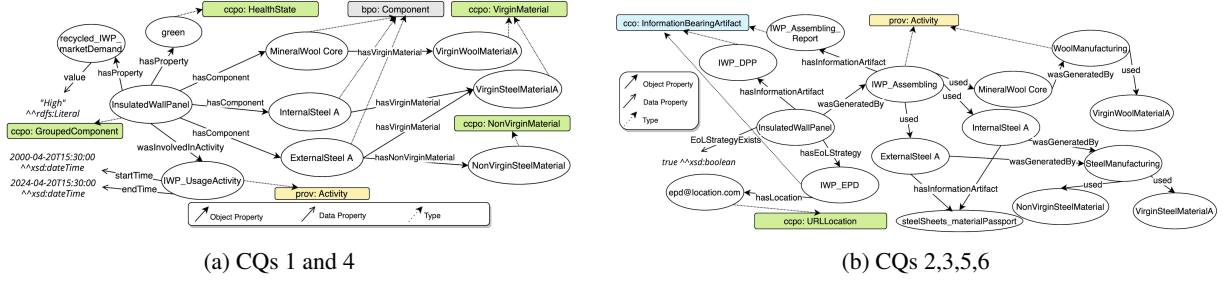 ccpo: HealthState
bpo: Component
ccpo: VirginMaterial
recycled_IWP_
marketDemand
green
MineralWool Core
hasVirginMaterial
VirginWoolMaterialA
hasProperty
hasProperty
hasComponent
value
"High"
^^rdfs:Literal
InsulatedWallPanel
hasComponent
InternalSteel A
hasVirginMaterial
VirginSteelMaterialA
ccpo: GroupedComponent
hasComponent
hasVirginMaterial
ccpo: NonVirginMaterial
wasInvolvedInActivity
ExternalSteel A
hasNonVirginMaterial
NonVirginSteelMaterial
2000-04-20T15:30:00
^^xsd:dateTime
startTime
2024-04-20T15:30:00
^^xsd:dateTime
endTime
IWP_UsageActivity
prov: Activity
Object Property
Data Property
Type
(a) CQs 1 and 4
cco: InformationBearingArtifact
prov: Activity
IWP_Assembling_
Report
WoolManufacturing
IWP_DPP
hasInformationArtifact
wasGeneratedBy
used
Object Property
Data Property
Type
IWP_Assembling
used
MineralWool Core
hasInformationArtifact
wasGeneratedBy
used
VirginWoolMaterialA
EoLStrategyExists
InsulatedWallPanel
used
InternalSteel A
true ^^xsd:boolean
hasEoLStrategy
ExternalSteel A
wasGeneratedBy
wasGeneratedBy
SteelManufacturing
epd@location.com
hasLocation
IWP_EPD
hasInformationArtifact
used
used
NonVirginSteelMaterial
VirginSteelMaterialA
ccpo: URLLocation
steelSheets_materialPassport
(b) CQs 2,3,5,6